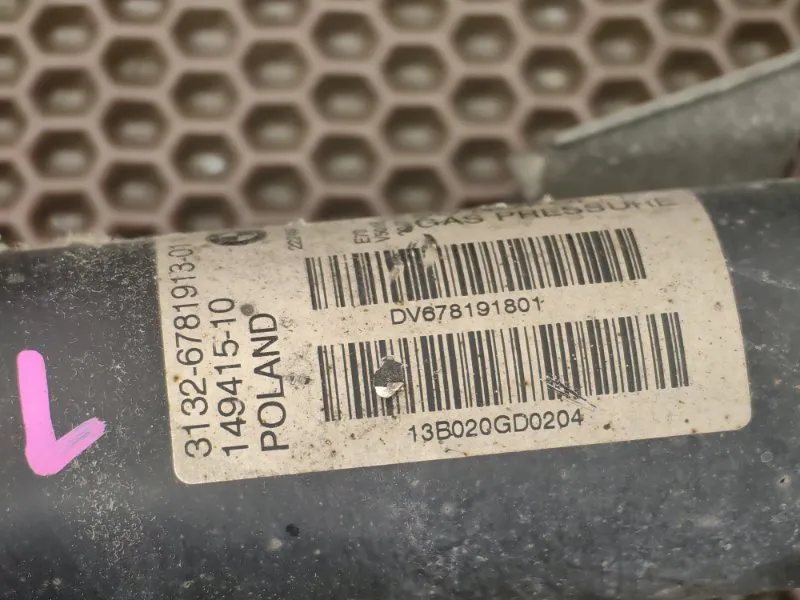 3132-6781913-01
149415-10
POLAND
GAS PRESSURE
DV678191801
13B020GD0204
L